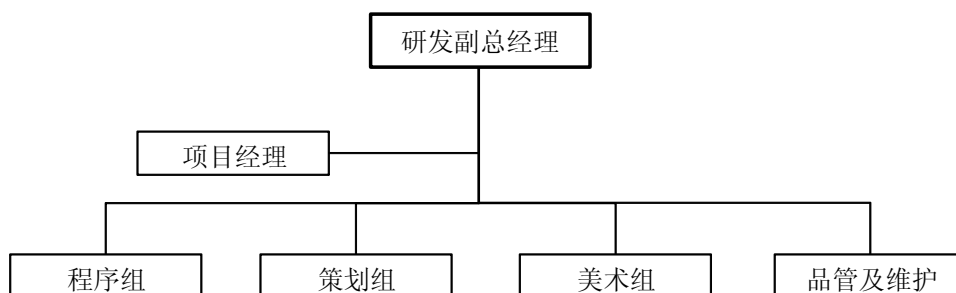 研发副总经理
项目经理
程序组
策划组
美术组
品管及维护